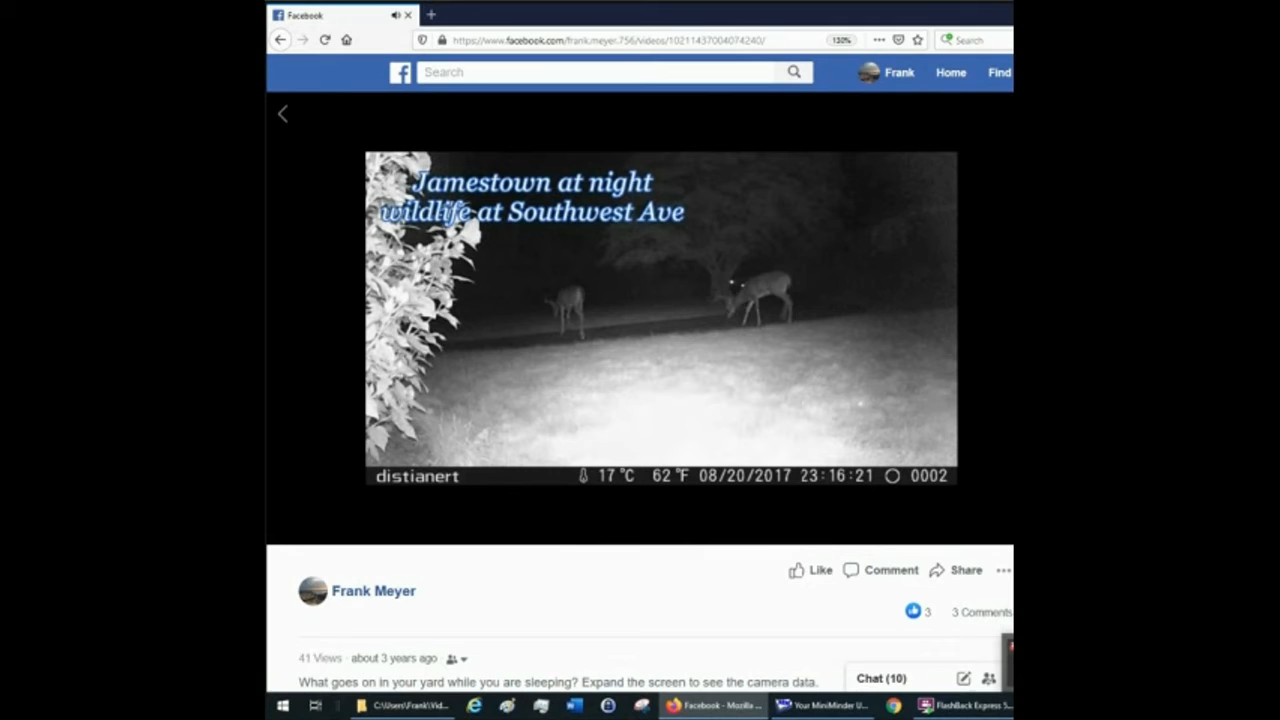 Facebook
https://www.facebook.com/frank.meyer.756/videos/10211437004074240/
130%
Search
f
Search
Frank
Home
Find
Jamestown at night
wildlife at Southwest Ave
distianert
17°C 62°F 08/20/2017 23:16:21 0002
Like
Comment
Share
Frank Meyer
3
3 Comments
41 Views · about 3 years ago
What goes on in your yard while you are sleeping? Expand the screen to see the camera data.
Chat (10)
C:\Users\Frank\Vid...
Facebook - Mozilla ...
Your MiniMinder U...
FlashBack Express 5...